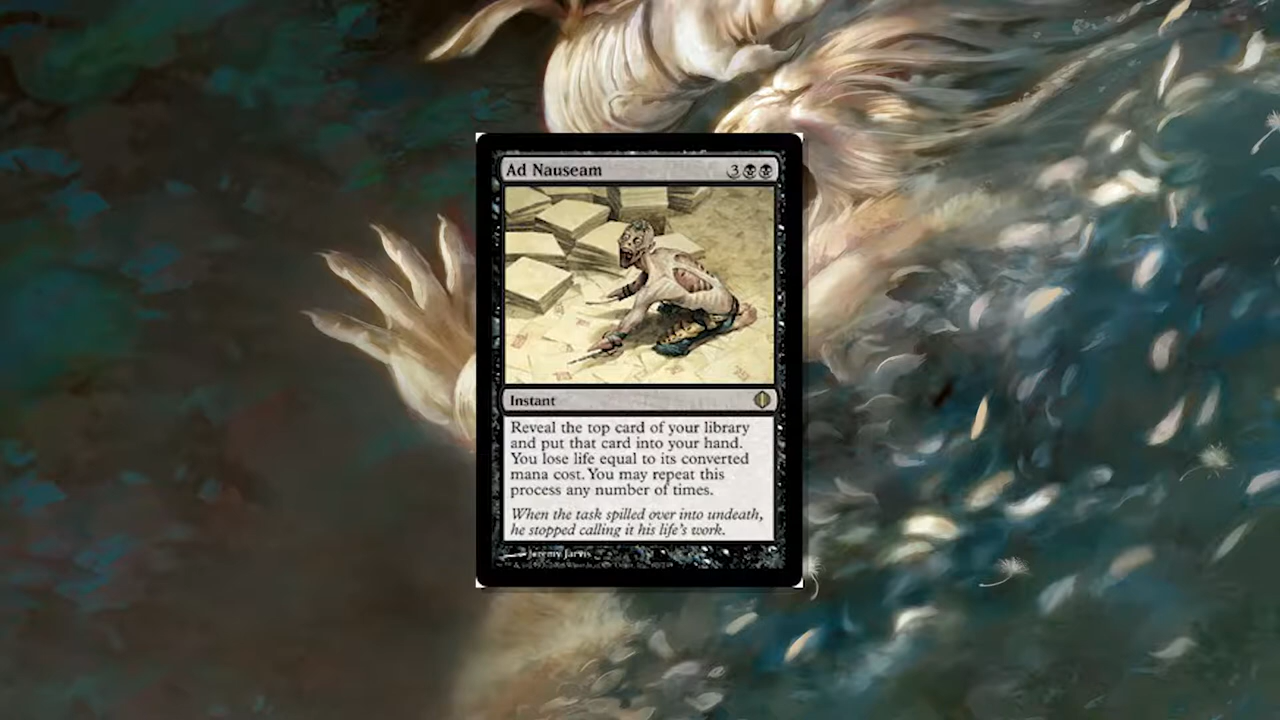 Ad Nauseam 3
Instant
Reveal the top card of your library
and put that card into your hand.
You lose life equal to its converted
mana cost. You may repeat this
process any number of times.
When the task spilled over into undeath,
he stopped calling it his life's work.
Jeremy Jarvis